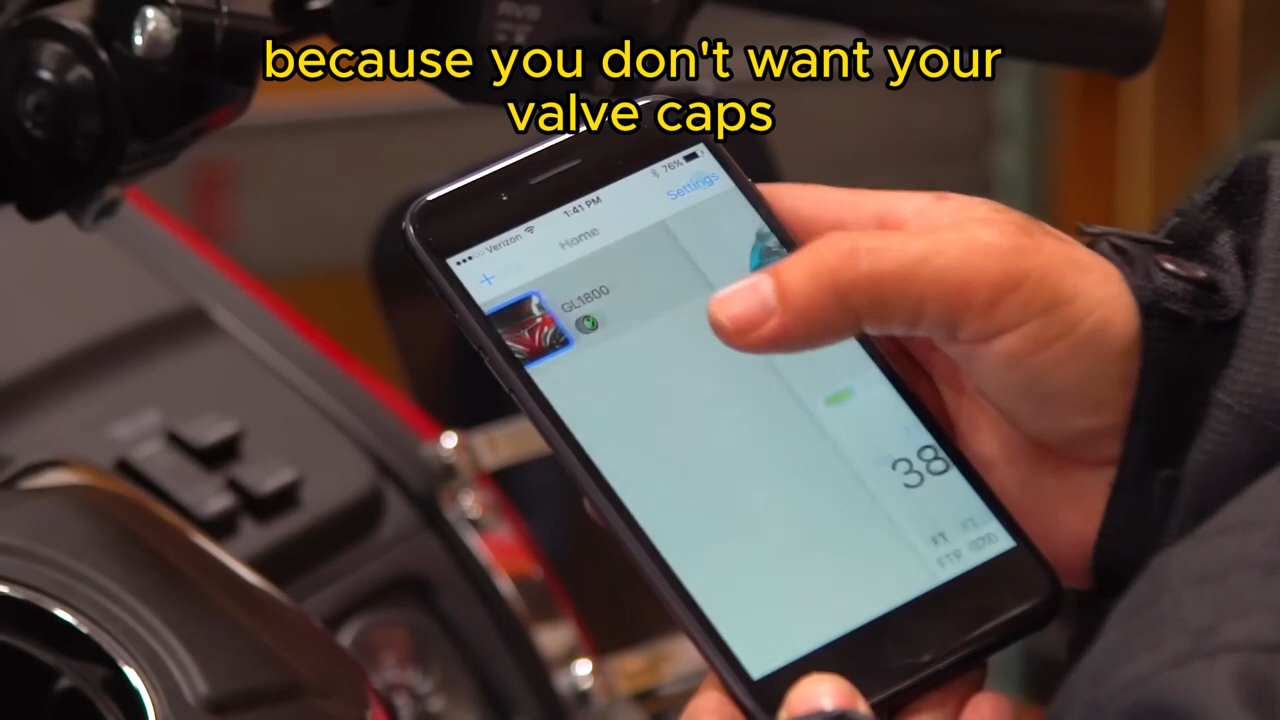 because you don't want your
valve caps
76%
1:41 PM
Verizon
Settings
Home
+
GL1800
38